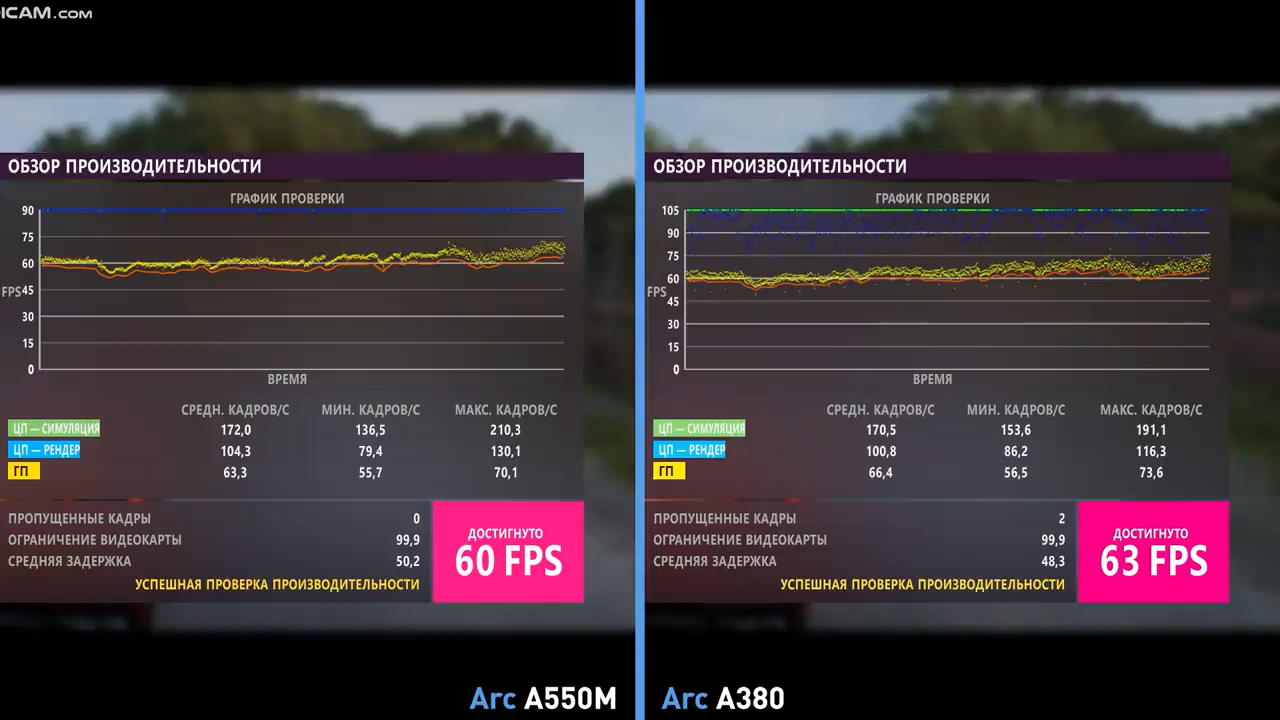 ICAM.com
ОБЗОР ПРОИЗВОДИТЕЛЬНОСТИ
ГРАФИК ПРОВЕРКИ
90
75
60
FPS 45
30
15
0
ВРЕМЯ
СРЕДН. КАДРОВ/С МИН. КАДРОВ/С МАКС. КАДРОВ/С
ЦП — СИМУЛЯЦИЯ 172,0 136,5 210,3
ЦП — РЕНДЕР 104,3 79,4 130,1
ГП 63,3 55,7 70,1
ПРОПУЩЕННЫЕ КАДРЫ 0
ОГРАНИЧЕНИЕ ВИДЕОКАРТЫ 99,9
СРЕДНЯЯ ЗАДЕРЖКА 50,2
УСПЕШНАЯ ПРОВЕРКА ПРОИЗВОДИТЕЛЬНОСТИ
ДОСТИГНУТО
60 FPS
Arc A550M
ОБЗОР ПРОИЗВОДИТЕЛЬНОСТИ
ГРАФИК ПРОВЕРКИ
105
90
75
60
FPS
45
30
15
0
ВРЕМЯ
СРЕДН. КАДРОВ/С МИН. КАДРОВ/С МАКС. КАДРОВ/С
ЦП — СИМУЛЯЦИЯ 170,5 153,6 191,1
ЦП — РЕНДЕР 100,8 86,2 116,3
ГП 66,4 56,5 73,6
ПРОПУЩЕННЫЕ КАДРЫ 2
ОГРАНИЧЕНИЕ ВИДЕОКАРТЫ 99,9
СРЕДНЯЯ ЗАДЕРЖКА 48,3
УСПЕШНАЯ ПРОВЕРКА ПРОИЗВОДИТЕЛЬНОСТИ
ДОСТИГНУТО
63 FPS
Arc A380